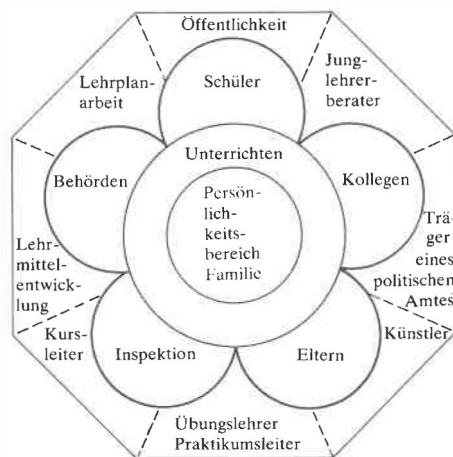 Öffentlichkeit
Schüler
Lehrplan-
arbeit
Jung-
lehrer-
berater
Unterrichten
Behörden
Kollegen
Persön-
lich-
keits-
bereich
Familie
Trä-
ger
eines
politischen
Amtes
Lehr-
mittel-
entwick-
lung
Kurs-
leiter
Inspektion
Eltern
Künstler
Übungslehrer
Praktikumsleiter